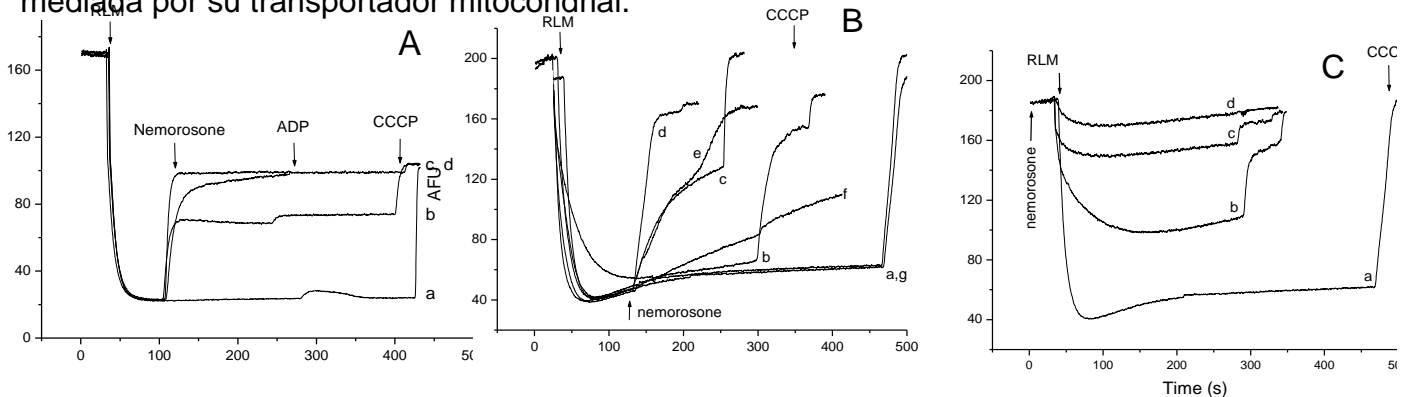 mediada por su transportador mitocondrial.
RLM
A
160
120
80
40
0
Nemorosone
ADP
CCCP
c
d
b
a
0
100
200
300
400
AFU
RLM
B
CCCP
200
160
120
80
40
d
e
c
f
b
a,g
nemorosone
0
100
200
300
400
500
RLM
C
200
160
120
80
40
nemorosone
d
c
b
a
0
100
200
300
400
Time (s)